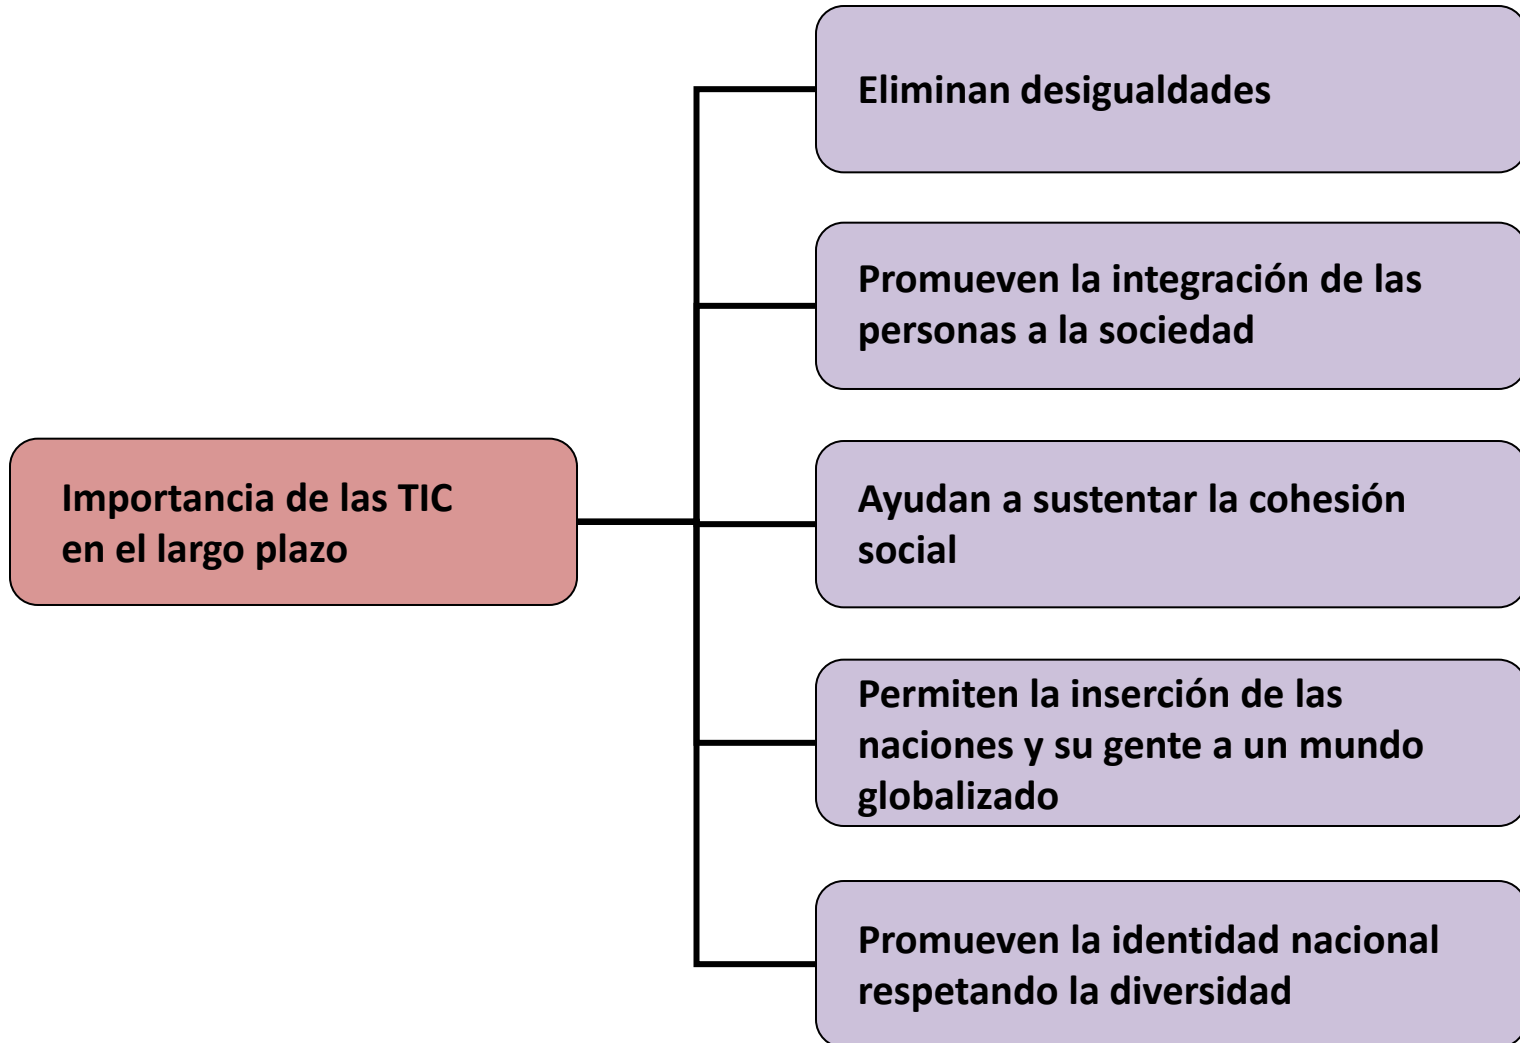 Eliminan desigualdades
Promueven la integración de las
personas a la sociedad
Importancia de las TIC
en el largo plazo
Ayudan a sustentar la cohesión
social
Permiten la inserción de las
naciones y su gente a un mundo
globalizado
Promueven la identidad nacional
respetando la diversidad